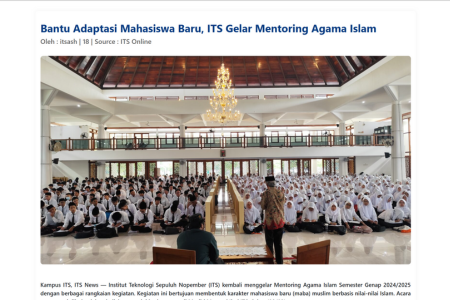 Bantu Adaptasi Mahasiswa Baru, ITS Gelar Mentoring Agama Islam
Oleh : itsash | 18 | Source : ITS Online
Kampus ITS, ITS News — Institut Teknologi Sepuluh Nopember (ITS) kembali menggelar Mentoring Agama Islam Semester Genap 2024/2025
dengan berbagai rangkaian kegiatan. Kegiatan ini bertujuan membentuk karakter mahasiswa baru (maba) muslim berbasis nilai-nilai Islam. Acara